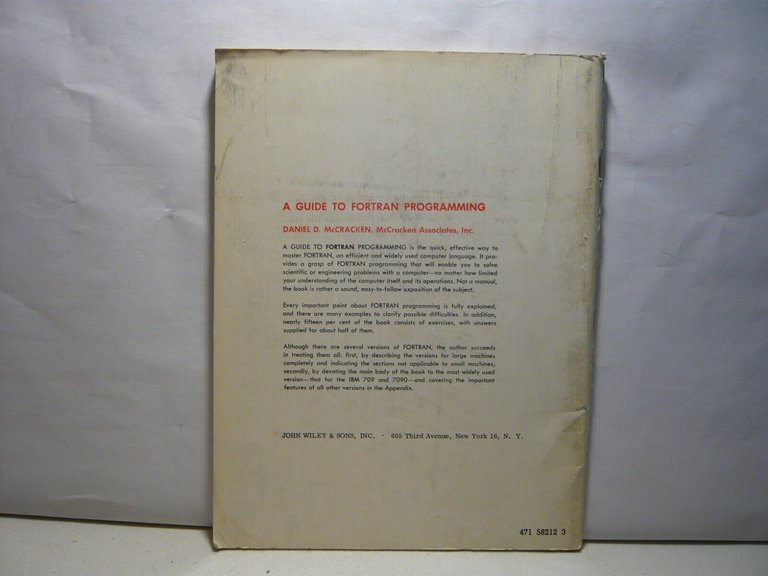 A GUIDE TO FORTRAN PROGRAMMING
DANIEL D. McCRACKEN, McCracken Associates, Inc.
A GUIDE TO FORTRAN PROGRAMMING is the quick, effective way to
master FORTRAN, an efficient and widely used computer language. It pro-
vides a grasp of FORTRAN programming that will enable you to solve
scientific or engineering problems with a computer—no matter how limited
your understanding of the computer itself and its operations. Not a manual,
the book is rather a sound, easy-to-follow exposition of the subject.
Every important point about FORTRAN programming is fully explained,
and there are many examples to clarify possible difficulties. In addition,
nearly fifteen per cent of the book consists of exercises, with answers
supplied for about half of them.
Although there are several versions of FORTRAN, the author succeeds
in treating them all: first, by describing the versions for large machines
completely and indicating the sections not applicable to small machines;
secondly, by devoting the main body of the book to the most widely used
version—that for the IBM 709 and 7090—and covering the important
features of all other versions in the Appendix.
JOHN WILEY & SONS, INC. · 605 Third Avenue, New York 16, N. Y.
471 58212 3